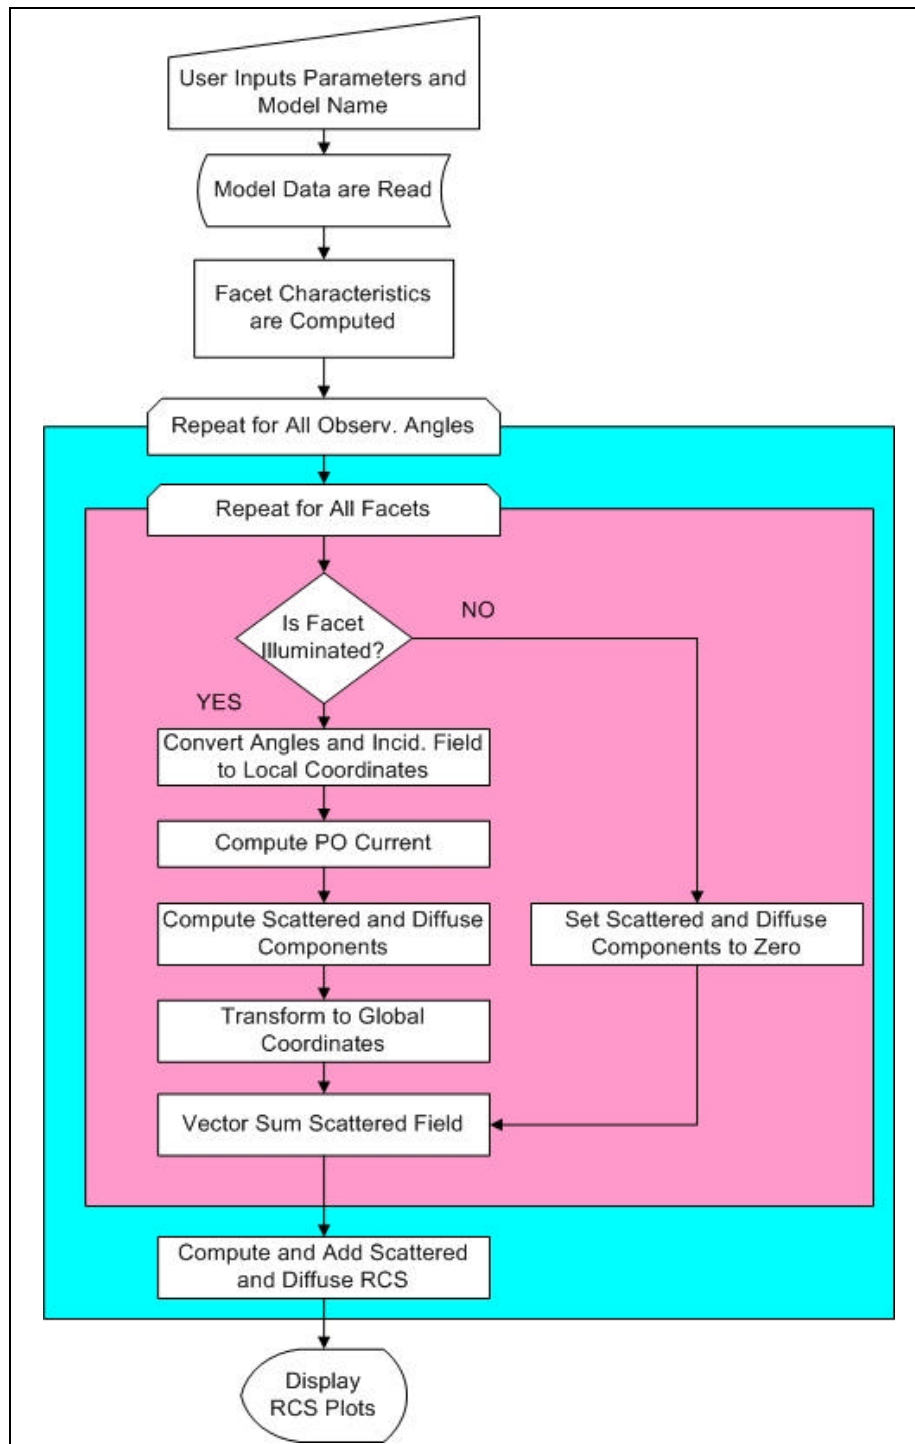 User Inputs Parameters and
Model Name
Model Data are Read
Facet Characteristics
are Computed
Repeat for All Observ. Angles
Repeat for All Facets
Is Facet
Illuminated?
NO
YES
Convert Angles and Incid. Field
to Local Coordinates
Compute PO Current
Compute Scattered and Diffuse
Components
Set Scattered and Diffuse
Components to Zero
Transform to Global
Coordinates
Vector Sum Scattered Field
Compute and Add Scattered
and Diffuse RCS
Display
RCS Plots